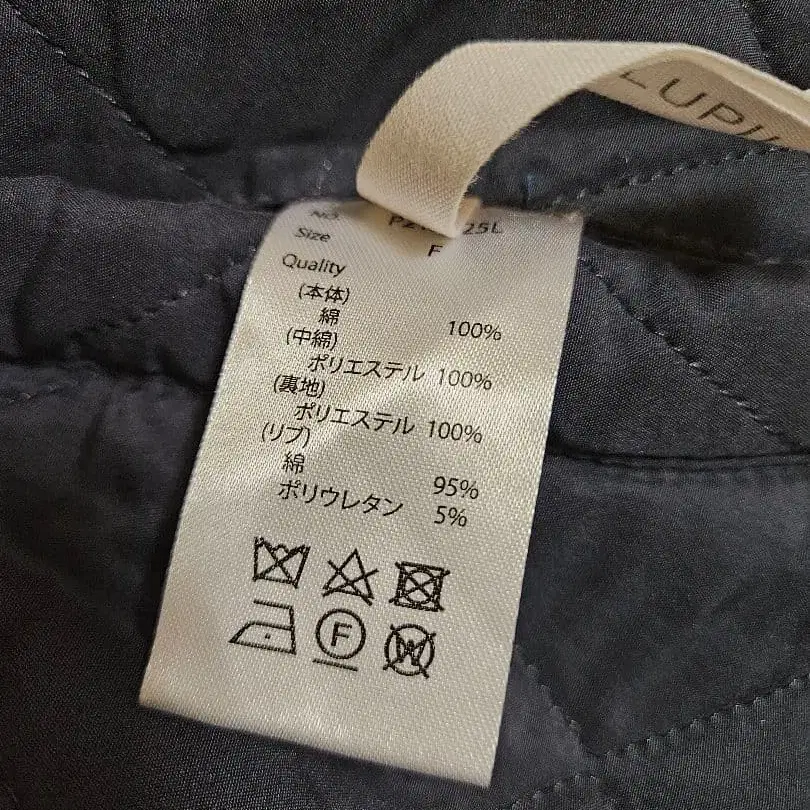 NO
Size F
Quality
(本体)
綿 100%
(中綿)
ポリエステル 100%
(裏地)
ポリエステル 100%
(リブ)
綿 95%
ポリウレタン 5%
F
W